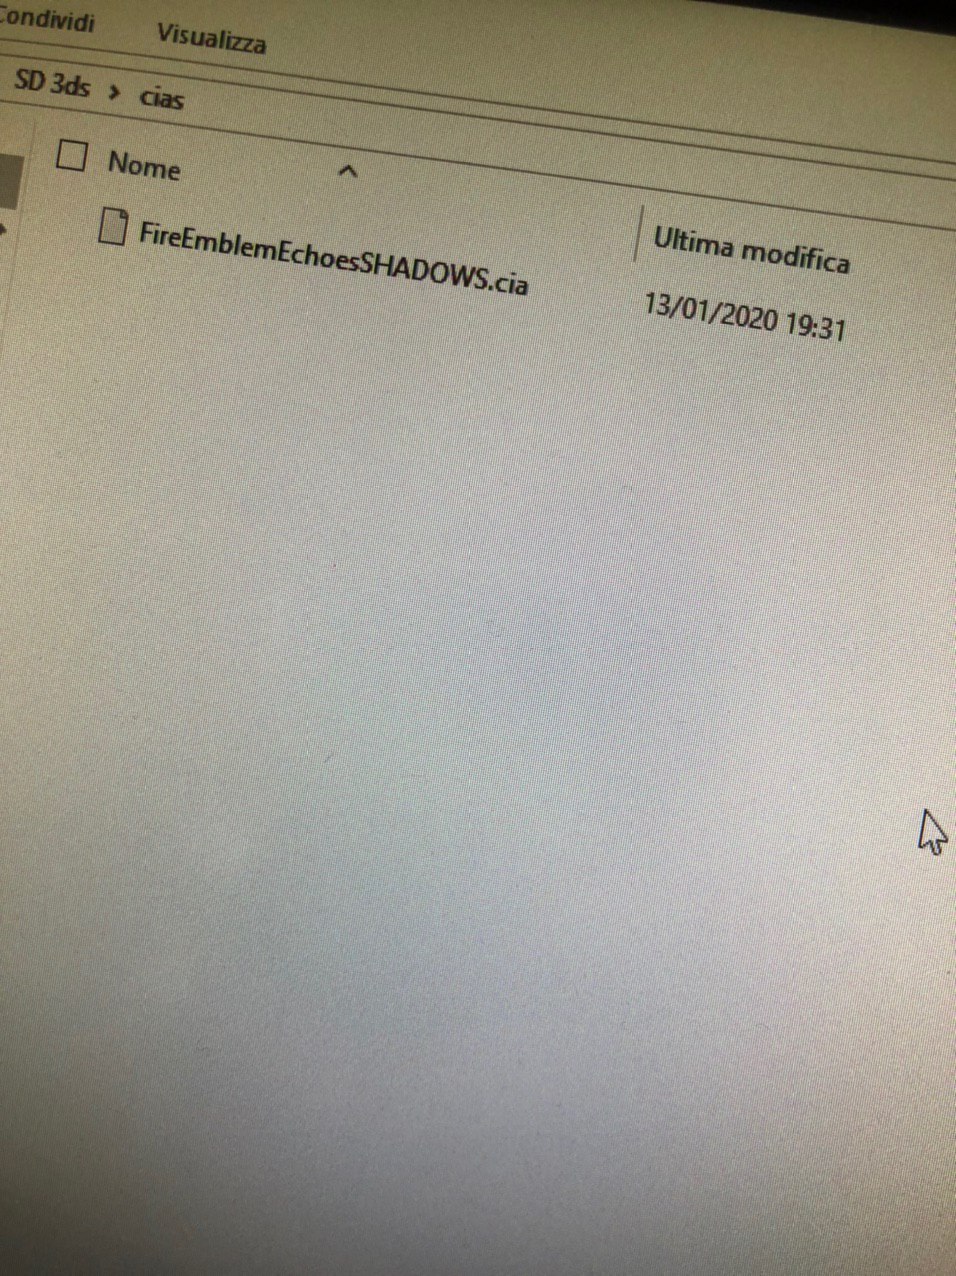 Condividi Visualizza
SD 3ds > cias
Nome
Ultima modifica
FireEmblemEchoesSHADOWS.cia
13/01/2020 19:31